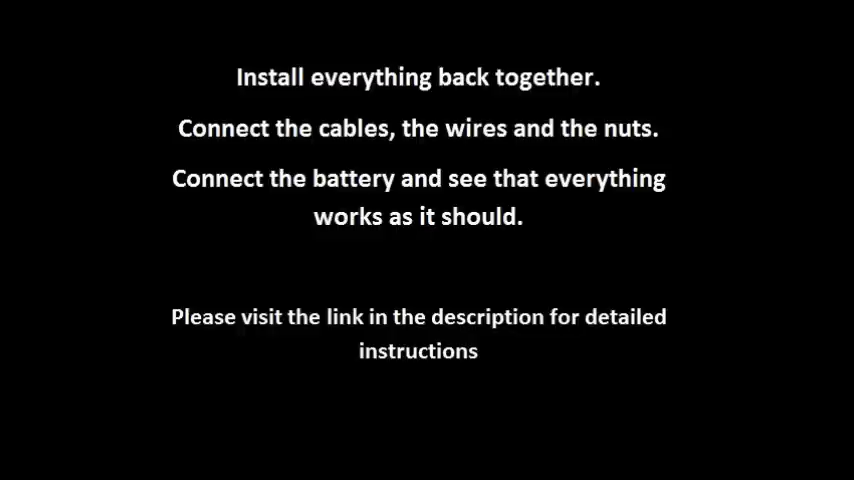 Install everything back together.
Connect the cables, the wires and the nuts.
Connect the battery and see that everything
works as it should.
Please visit the link in the description for detailed
instructions